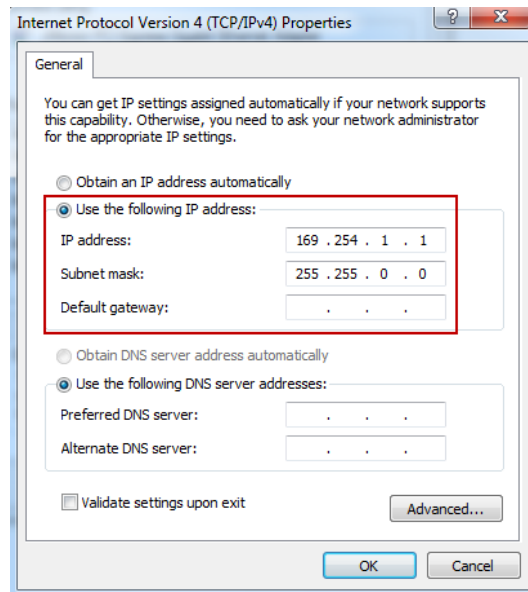 Internet Protocol Version 4 (TCP/IPv4) Properties
General
You can get IP settings assigned automatically if your network supports
this capability. Otherwise, you need to ask your network administrator
for the appropriate IP settings.
Obtain an IP address automatically
Use the following IP address:
IP address: 169 . 254 . 1 . 1
Subnet mask: 255 . 255 . 0 . 0
Default gateway: . . .
Obtain DNS server address automatically
Use the following DNS server addresses:
Preferred DNS server: . . .
Alternate DNS server: . . .
Validate settings upon exit
Advanced...
OK Cancel